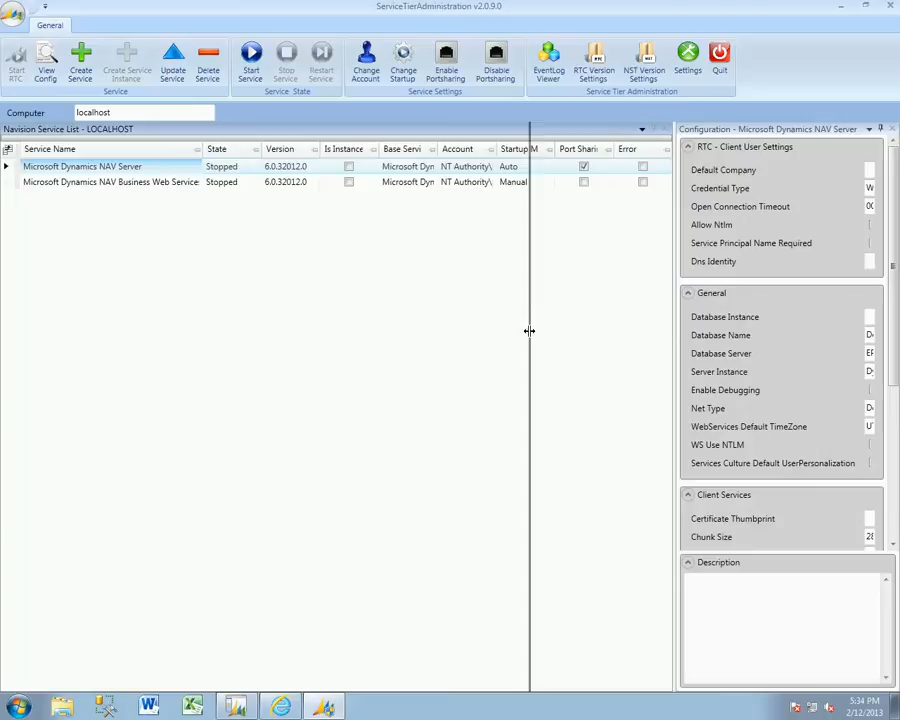 ServiceTierAdministration v2.0.9.0
General
Start RTC
View Config
Create Service
Create Service Instance
Update Service
Delete Service
Start Service
Stop Service
Restart Service
Change Account
Change Startup
Enable Portsharing
Disable Portsharing
EventLog Viewer
RTC Version Settings
NST Version Settings
Settings
Quit
Service
Service State
Service Settings
Service Tier Administration
Computer localhost
Navision Service List - LOCALHOST
Service Name State Version Is Instance Base Servi Account Startup M Port Sharin Error
Microsoft Dynamics NAV Server Stopped 6.0.32012.0 Microsoft Dyn NT Authority\ Auto
Microsoft Dynamics NAV Business Web Service Stopped 6.0.32012.0 Microsoft Dyn NT Authority\ Manual
Configuration - Microsoft Dynamics NAV Server
RTC - Client User Settings
Default Company
Credential Type W
Open Connection Timeout 00
Allow Ntlm
Service Principal Name Required
Dns Identity
General
Database Instance
Database Name
Database Server
Server Instance
Enable Debugging
Net Type
WebServices Default TimeZone
WS Use NTLM
Services Culture Default UserPersonalization
Client Services
Certificate Thumbprint
Chunk Size 28
Description
5:34 PM
2/12/2013